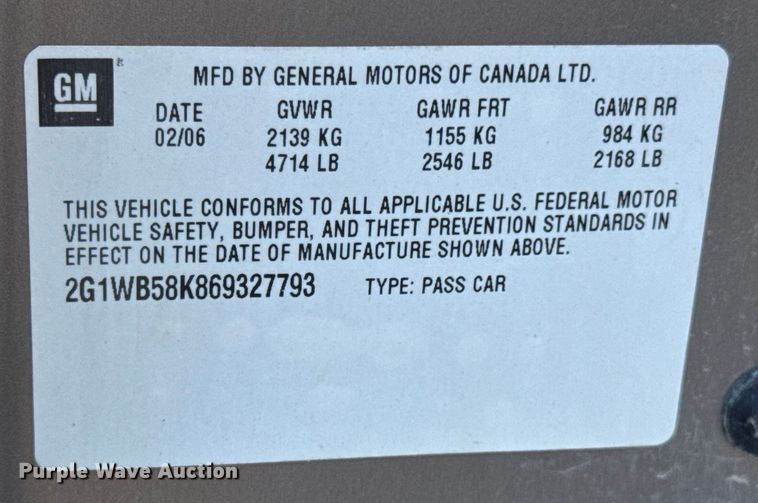 GM ®
MFD BY GENERAL MOTORS OF CANADA LTD.
DATE GVWR GAWR FRT GAWR RR
02/06 2139 KG 1155 KG 984 KG
4714 LB 2546 LB 2168 LB
THIS VEHICLE CONFORMS TO ALL APPLICABLE U.S. FEDERAL MOTOR
VEHICLE SAFETY, BUMPER, AND THEFT PREVENTION STANDARDS IN
EFFECT ON THE DATE OF MANUFACTURE SHOWN ABOVE.
2G1WB58K869327793 TYPE: PASS CAR
Purple Wave Auction